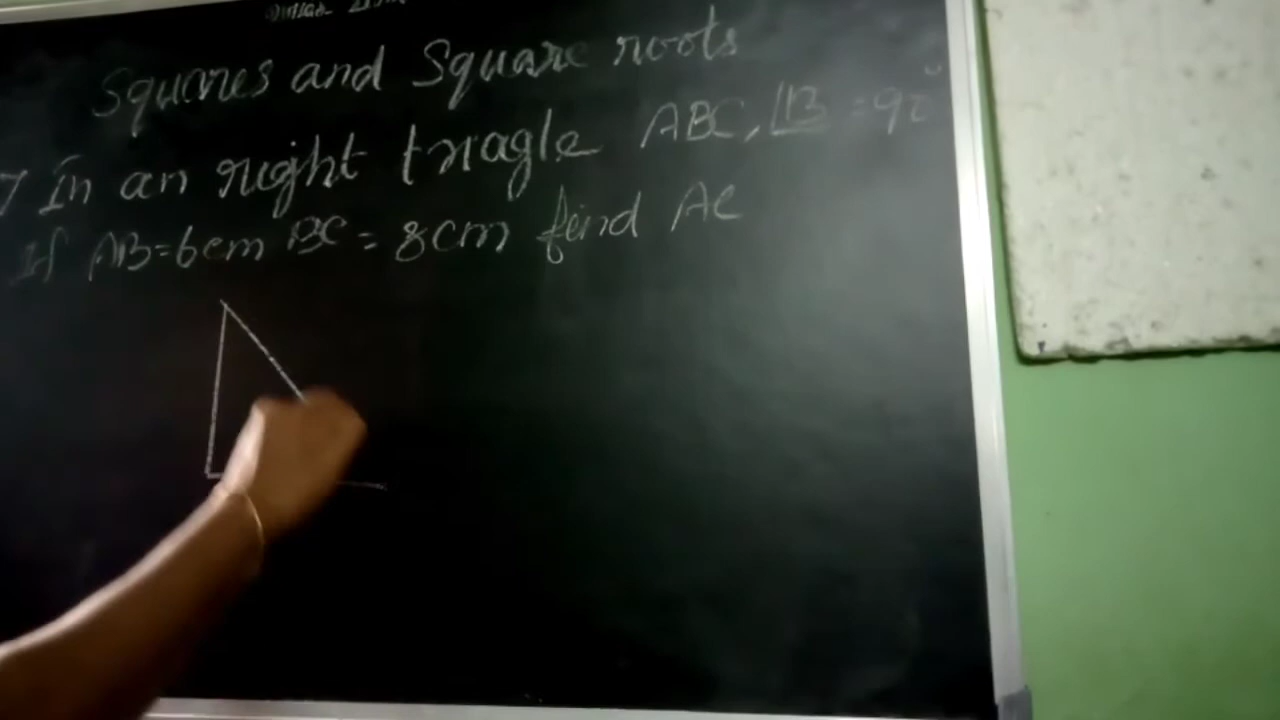 Squares and Square roots
7 In an right triagle ABC, ∠B = 90°
If AB=6cm BC = 8cm find AC